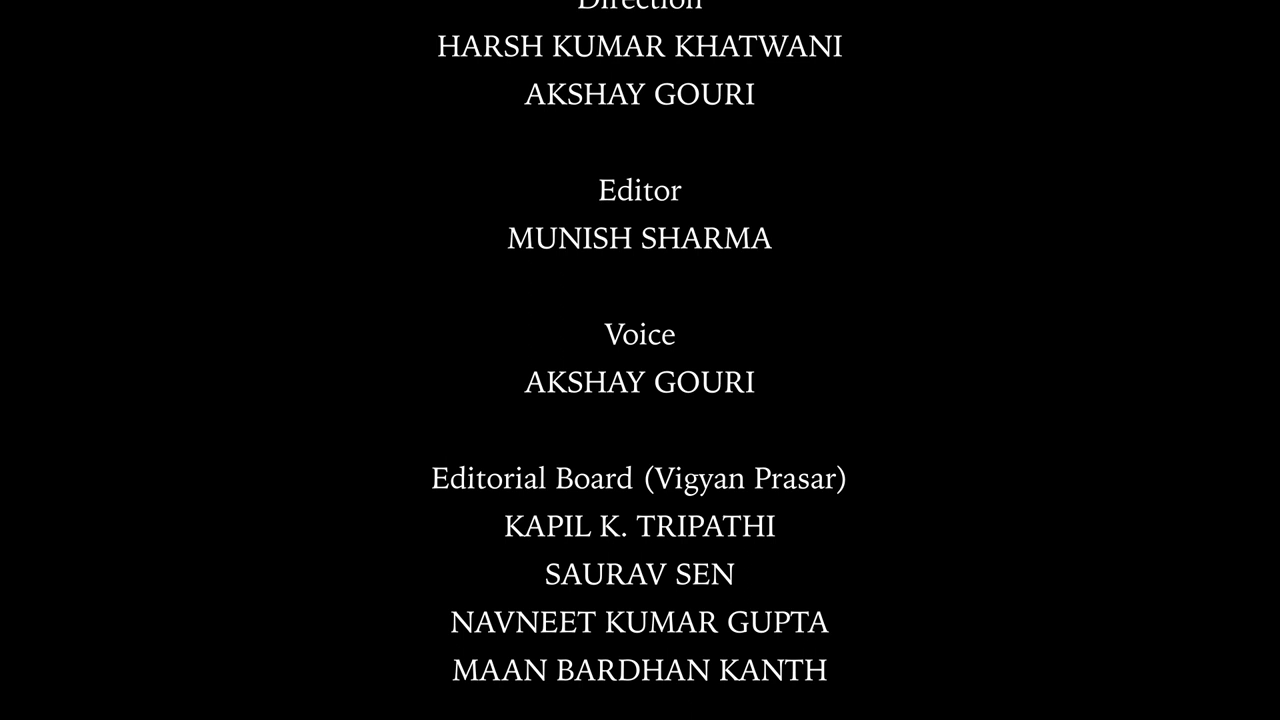 Direction
HARSH KUMAR KHATWANI
AKSHAY GOURI
Editor
MUNISH SHARMA
Voice
AKSHAY GOURI
Editorial Board (Vigyan Prasar)
KAPIL K. TRIPATHI
SAURAV SEN
NAVNEET KUMAR GUPTA
MAAN BARDHAN KANTH